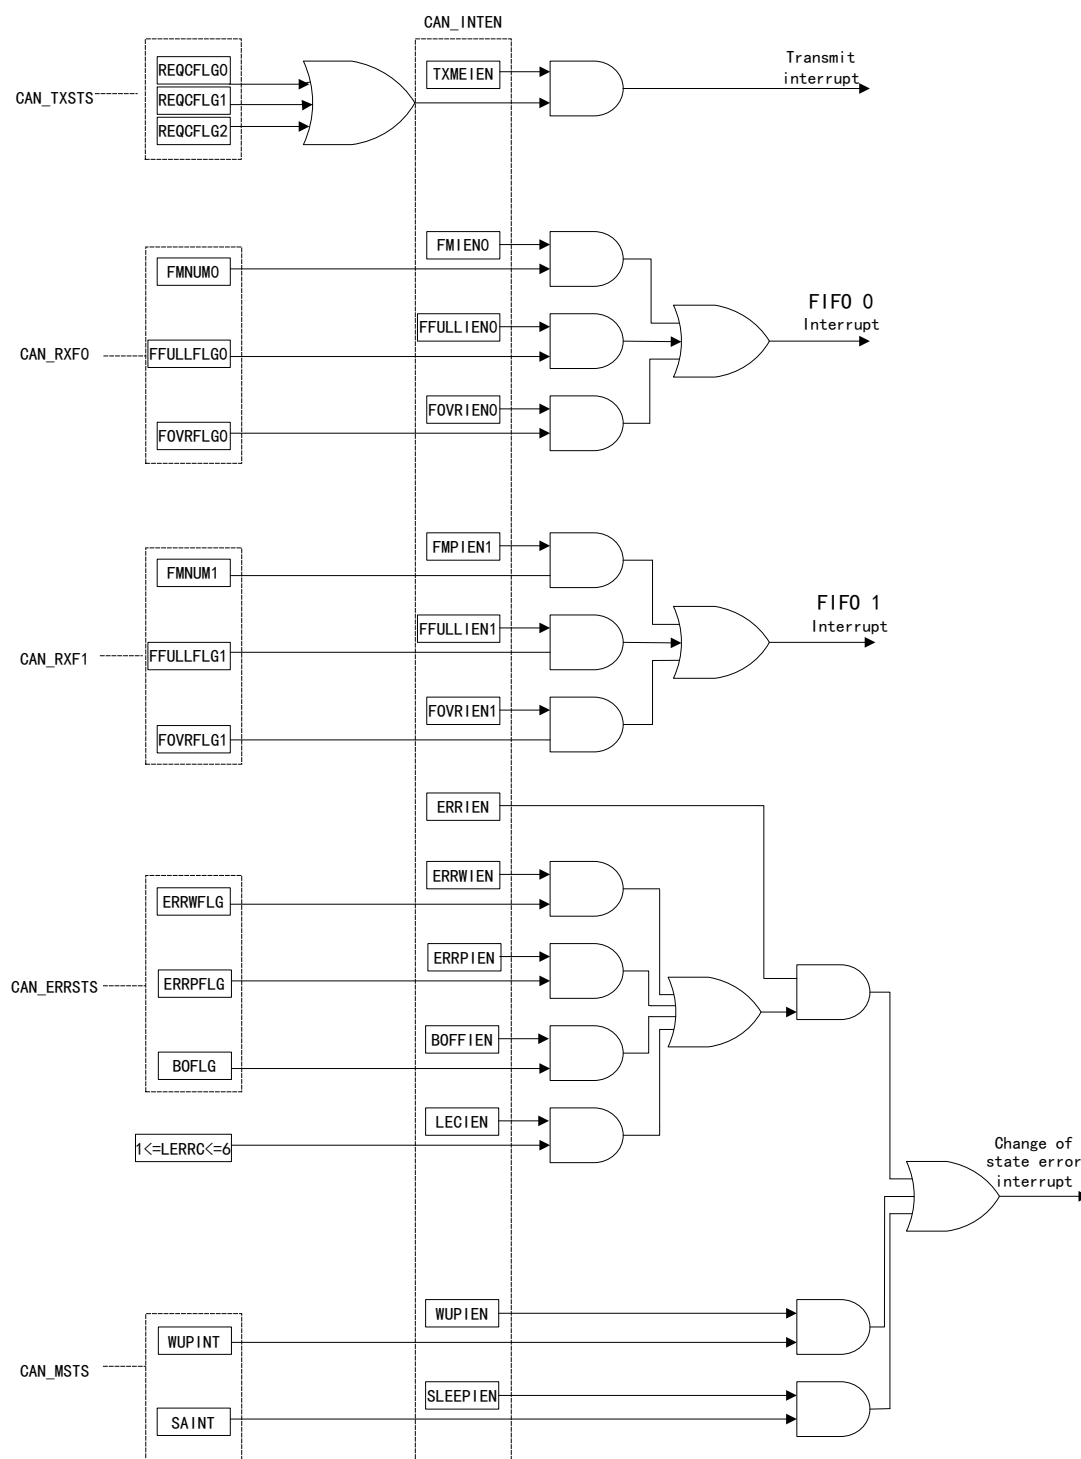 CAN_INTEN
CAN_TXSTS
REQCFLG0
REQCFLG1
REQCFLG2
TXMEIEN
Transmit
interrupt
CAN_RXF0
FMNUM0
FFULLFLG0
FOVRFLG0
FMIEN0
FFULLIEN0
FOVRIEN0
FIFO 0
Interrupt
CAN_RXF1
FMNUM1
FFULLFLG1
FOVRFLG1
FMPIEN1
FFULLIEN1
FOVRIEN1
FIFO 1
Interrupt
ERRIEN
CAN_ERRSTS
ERRWFLG
ERRPFLG
BOFLG
1<=LERRC<=6
ERRWIEN
ERRPIEN
BOFFIEN
LECIEN
Change of
state error
interrupt
CAN_MSTS
WUPINT
SAINT
WUPIEN
SLEEPIEN